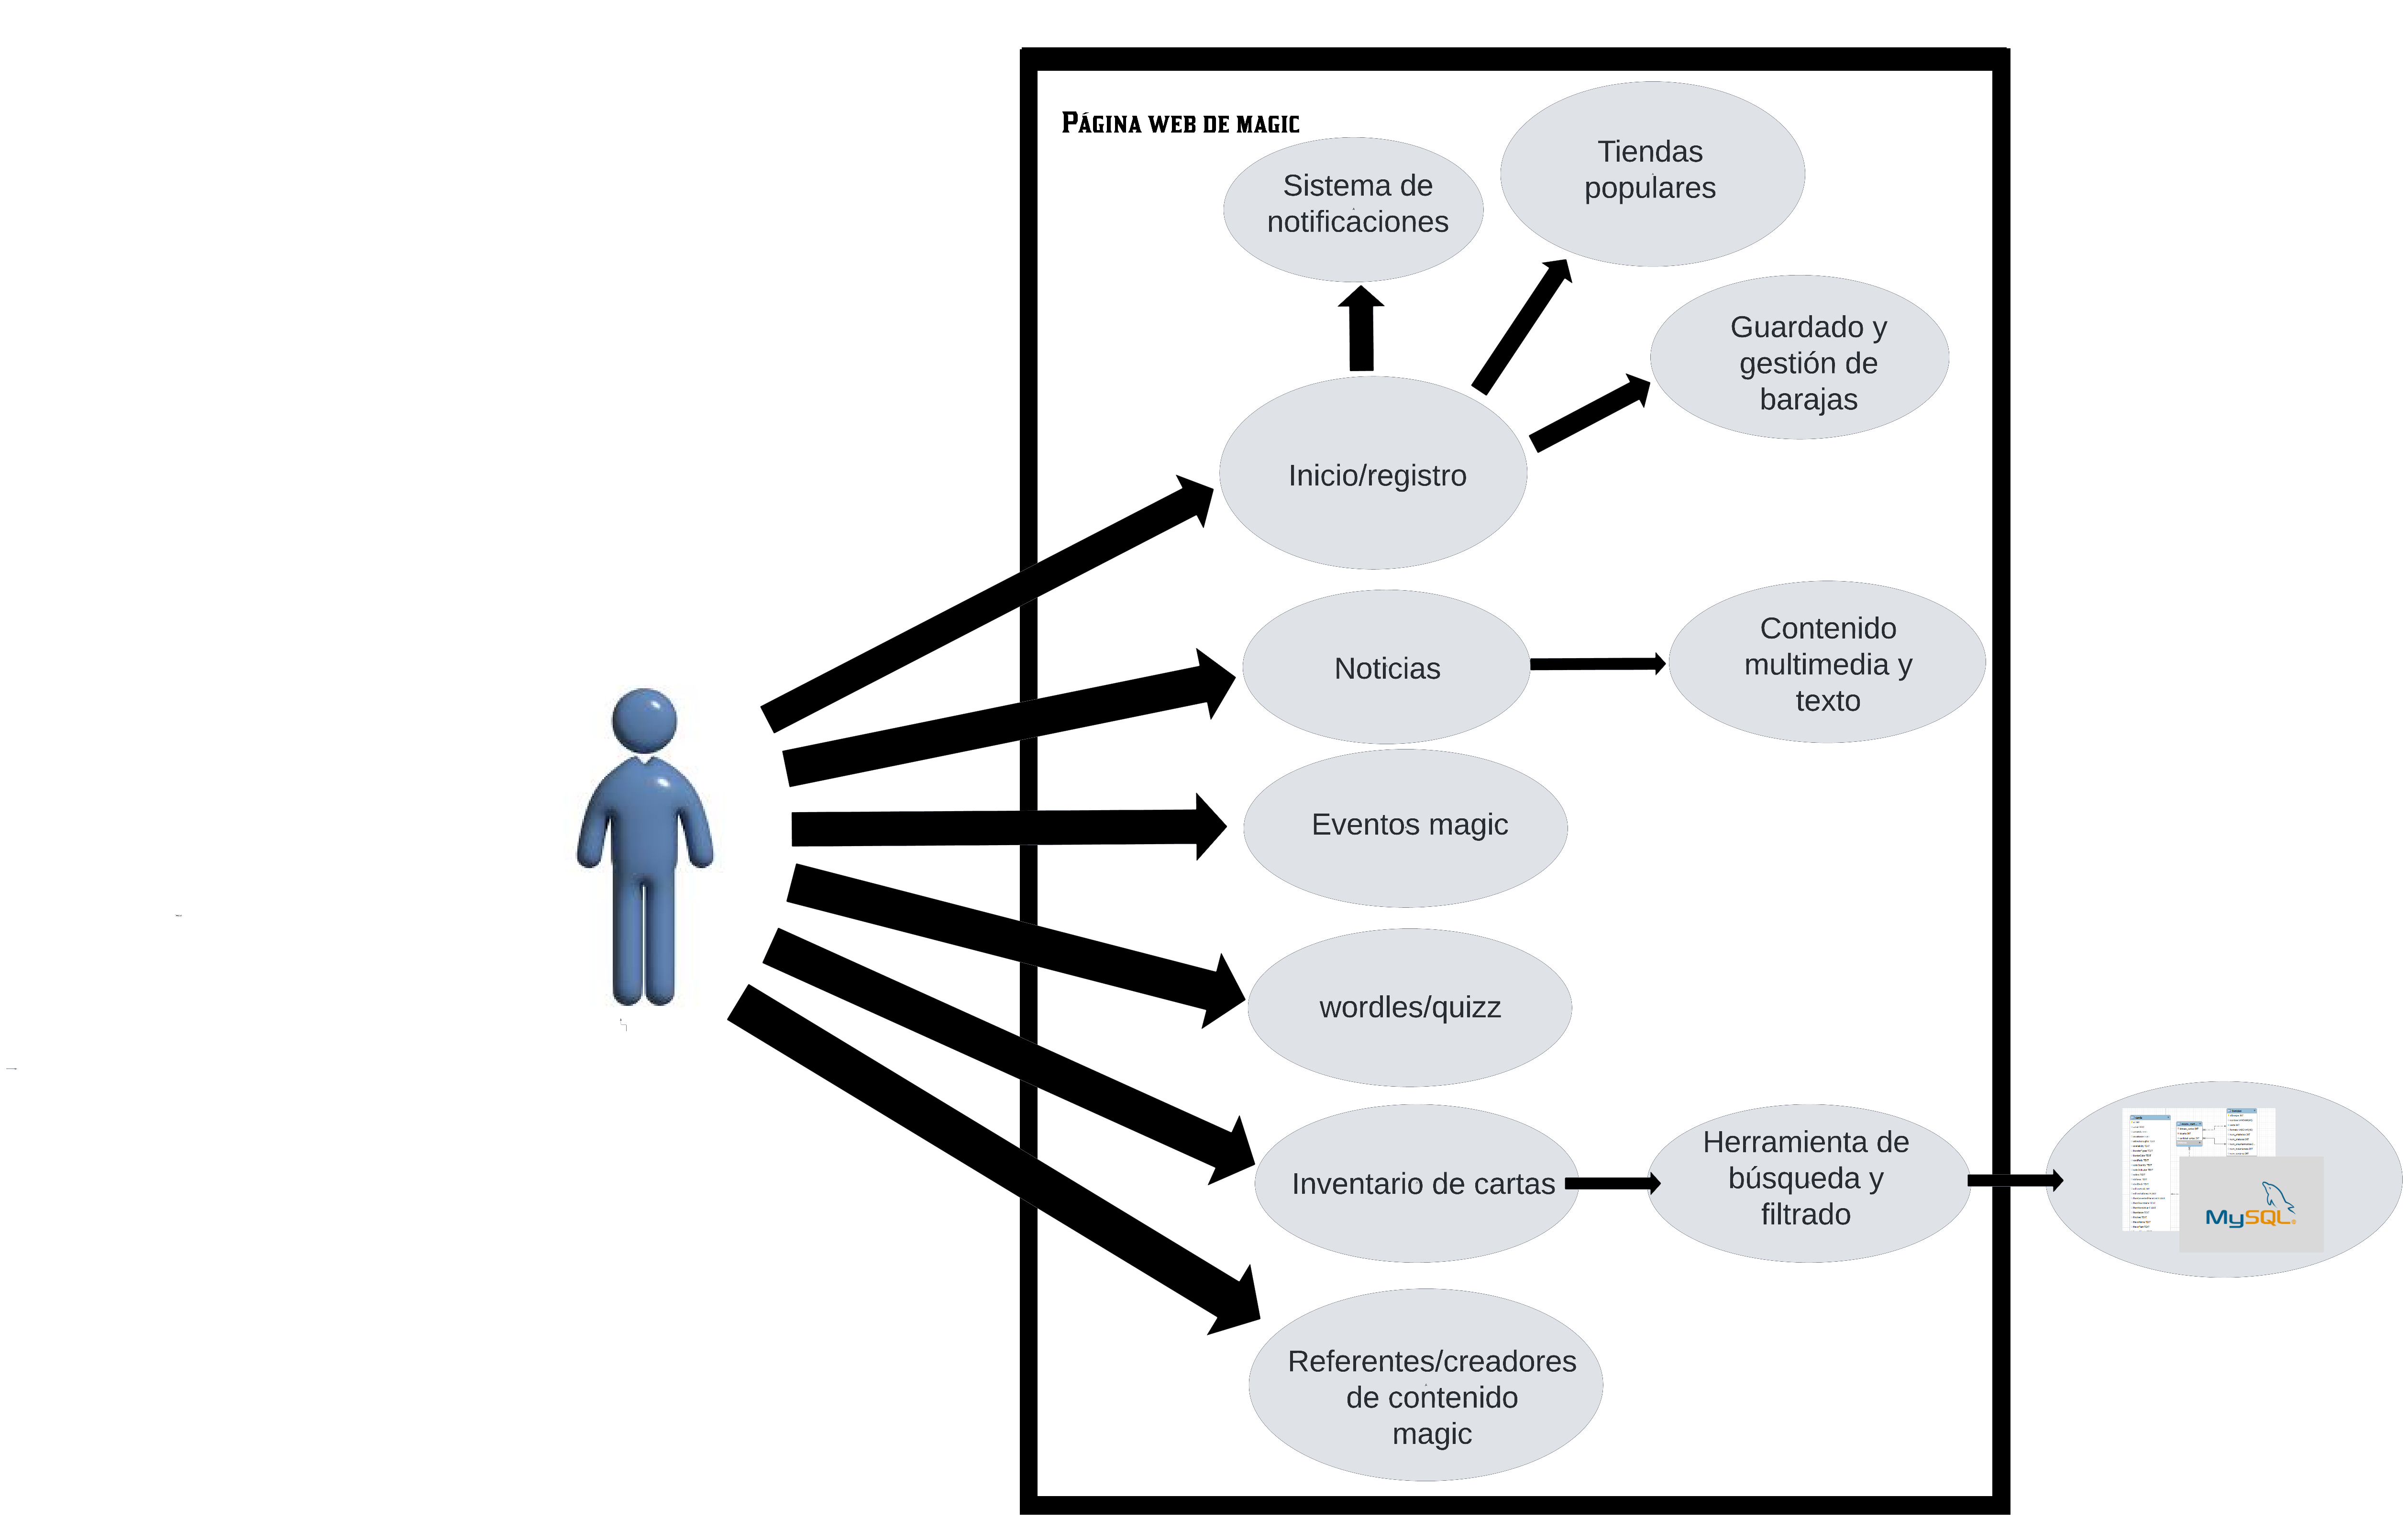 Página web de magic
Sistema de
notificaciones
Tiendas
populares
Guardado y
gestión de
barajas
Inicio/registro
Noticias
Contenido
multimedia y
texto
Eventos magic
wordles/quizz
Inventario de cartas
Herramienta de
búsqueda y
filtrado
MySQL
Referentes/creadores
de contenido
magic